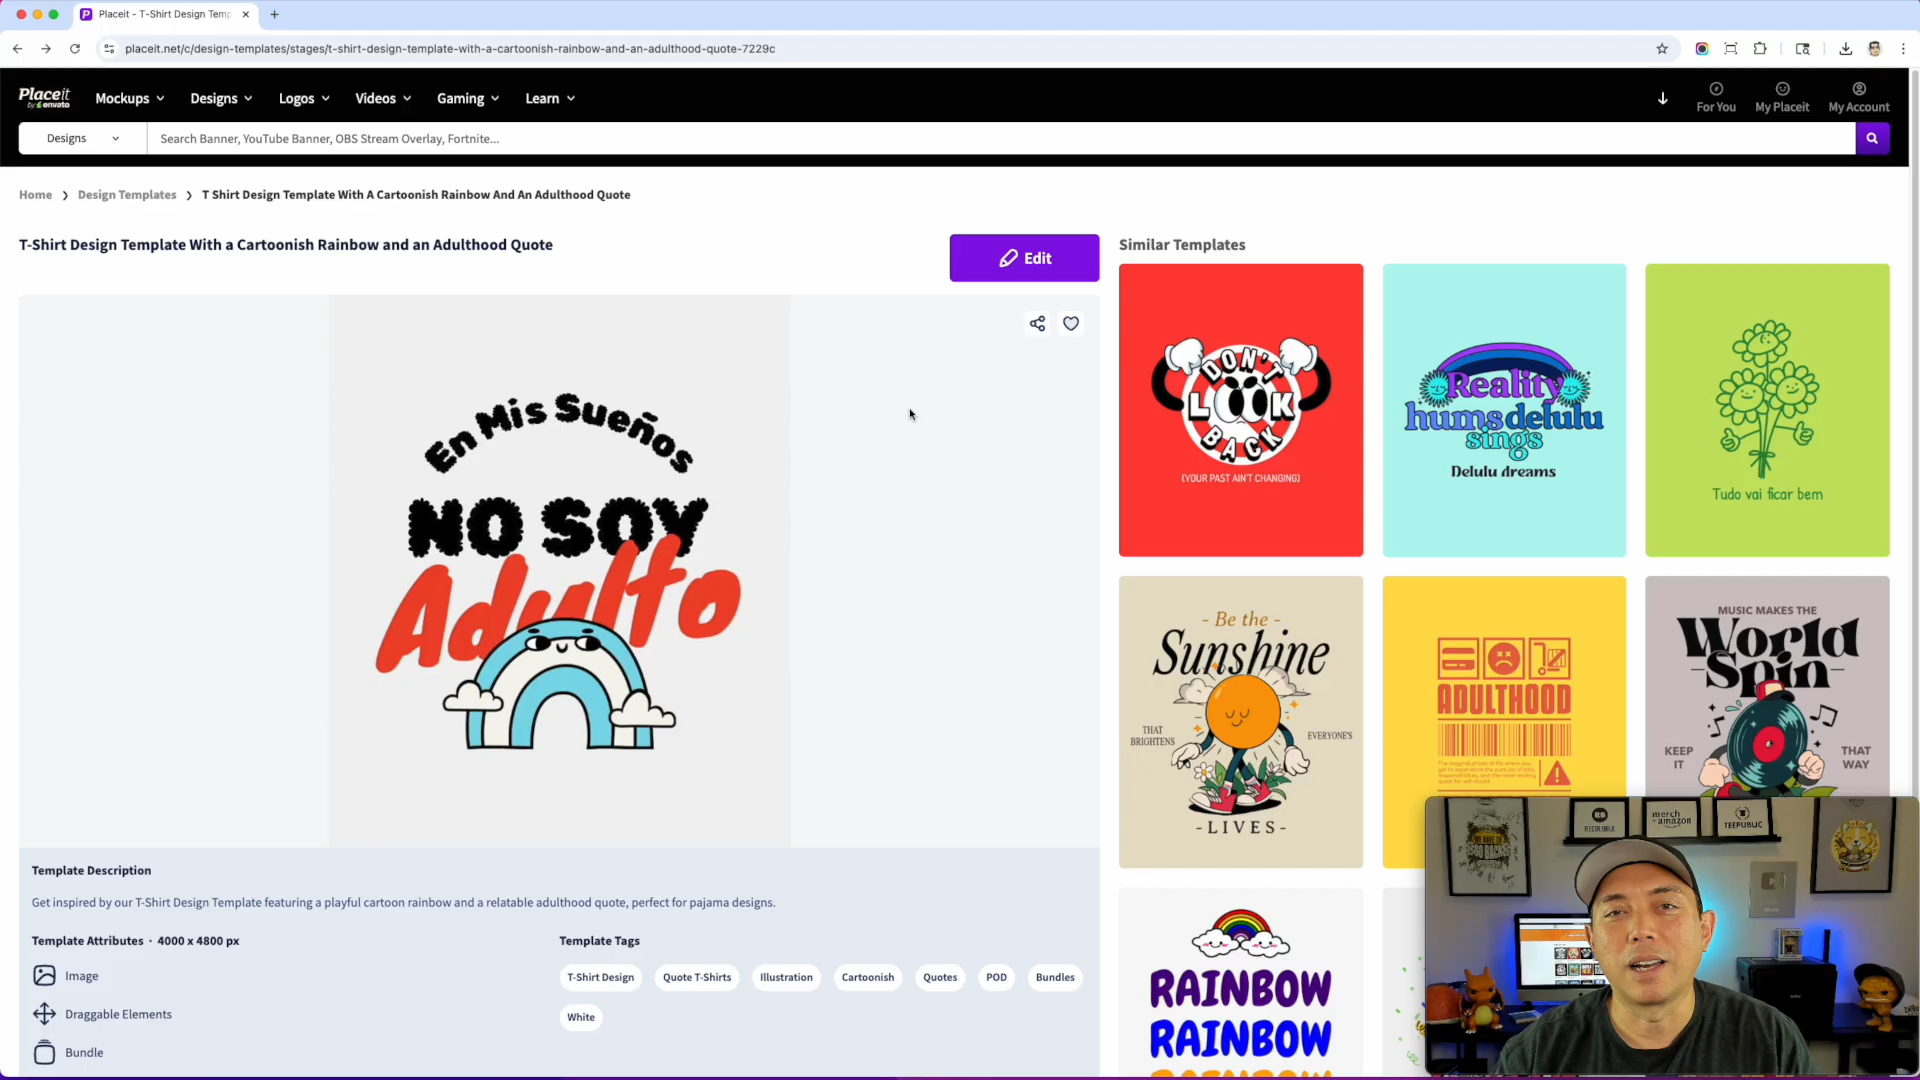 Placeit - T-Shirt Design Temp
placeit.net/c/design-templates/stages/t-shirt-design-template-with-a-cartoonish-rainbow-and-an-adulthood-quote-7229c
Placeit
by envato
Mockups
Designs
Logos
Videos
Gaming
Learn
For You
My Placeit
My Account
Designs
Search Banner, YouTube Banner, OBS Stream Overlay, Fortnite...
Home > Design Templates > T Shirt Design Template With A Cartoonish Rainbow And An Adulthood Quote
T-Shirt Design Template With a Cartoonish Rainbow and an Adulthood Quote
Edit
En Mis Sueños
NO SOY
Adulto
Template Description
Get inspired by our T-Shirt Design Template featuring a playful cartoon rainbow and a relatable adulthood quote, perfect for pajama designs.
Template Attributes · 4000 x 4800 px
Image
Draggable Elements
Bundle
Template Tags
T-Shirt Design
Quote T-Shirts
Illustration
Cartoonish
Quotes
POD
Bundles
White
Similar Templates
DON'T
LOOK
BACK
(YOUR PAST AIN'T CHANGING)
Reality
hums delulu
sings
Delulu dreams
Tudo vai ficar bem
- Be the -
Sunshine
THAT
BRIGHTENS
EVERYONE'S
- LIVES -
ADULTHOOD
MUSIC MAKES THE
World
Spin
KEEP
IT
THAT
WAY
RAINBOW
RAINBOW
RAINBOW
REDBUBBLE
merch
amazon
TEEPUBLIC